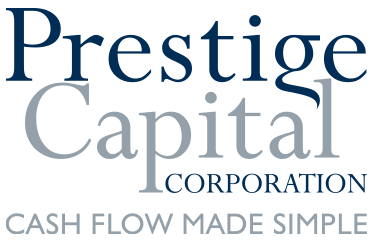 Prestige
Capital
CORPORATION
CASH FLOW MADE SIMPLE